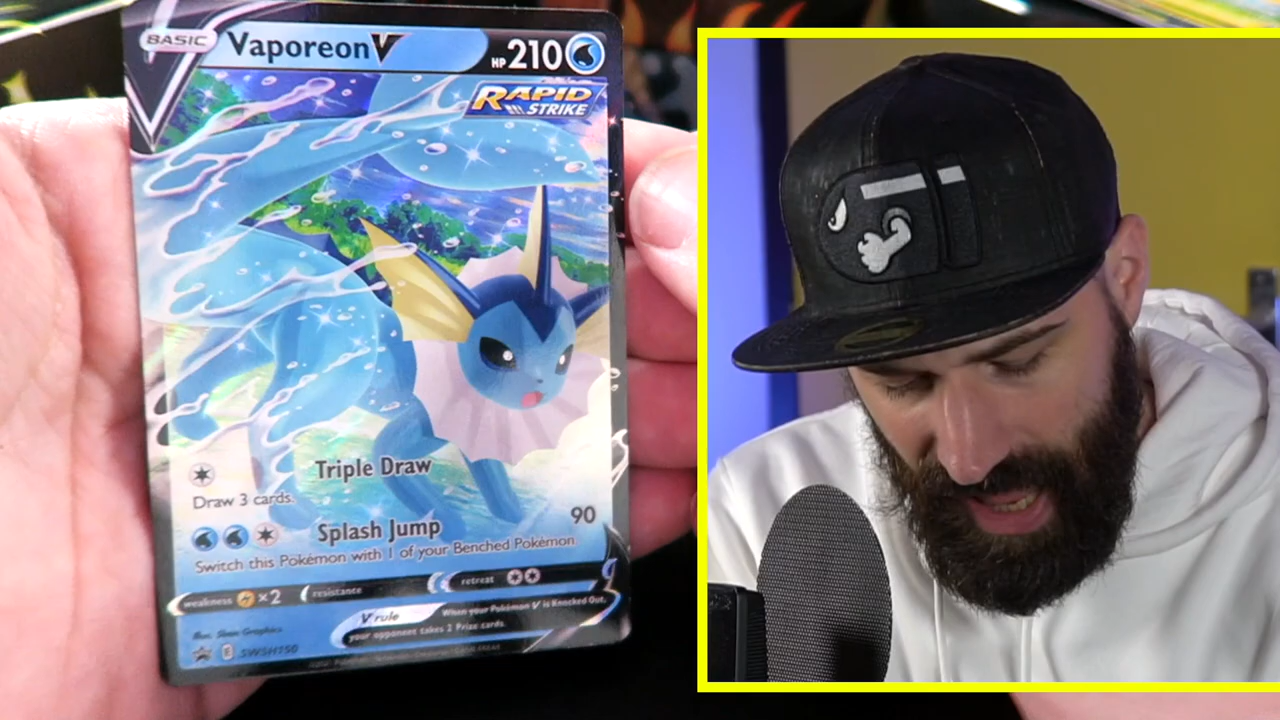 BASIC
Vaporeon V
HP 210
RAPID
STRIKE
Triple Draw
Draw 3 cards.
Splash Jump 90
Switch this Pokémon with 1 of your Benched Pokémon
weakness ×2 resistance retreat
V rule When your Pokémon V is Knocked Out,
your opponent takes 2 Prize cards.
Illus. Graphics
E SWSH150